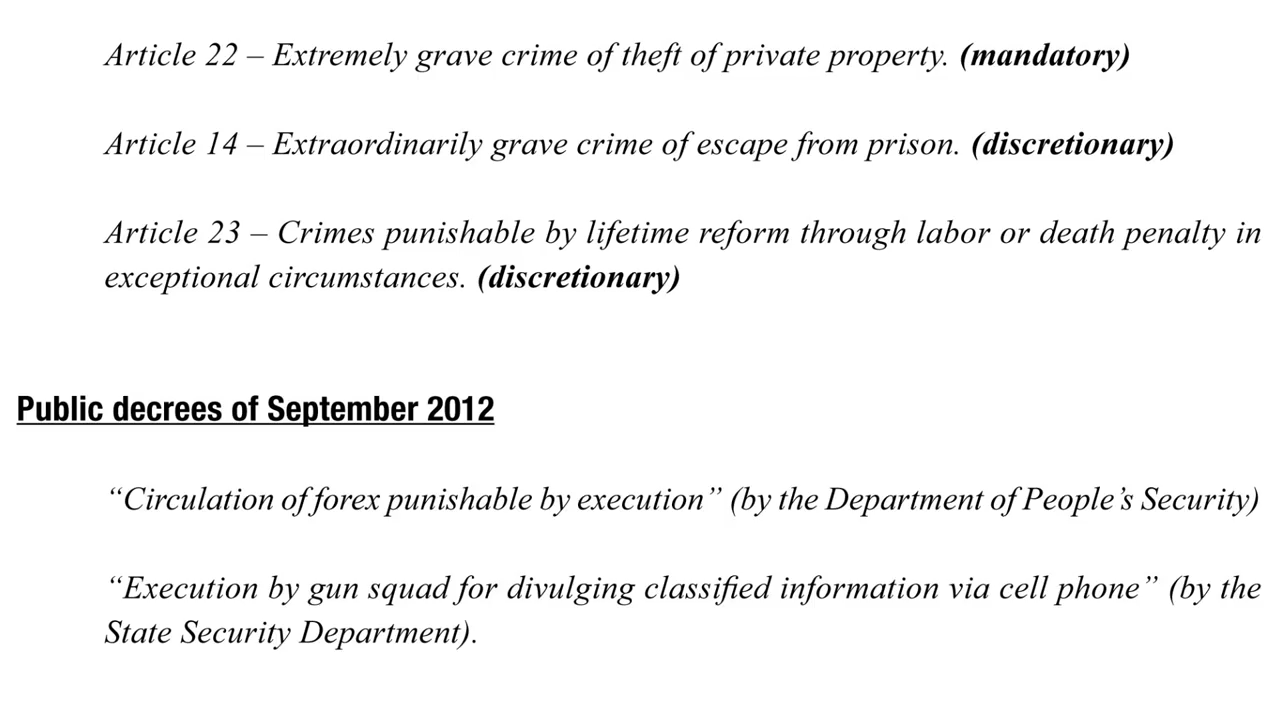 Article 22 – Extremely grave crime of theft of private property. (mandatory)
Article 14 – Extraordinarily grave crime of escape from prison. (discretionary)
Article 23 – Crimes punishable by lifetime reform through labor or death penalty in
exceptional circumstances. (discretionary)
Public decrees of September 2012
“Circulation of forex punishable by execution” (by the Department of People’s Security)
“Execution by gun squad for divulging classified information via cell phone” (by the
State Security Department).